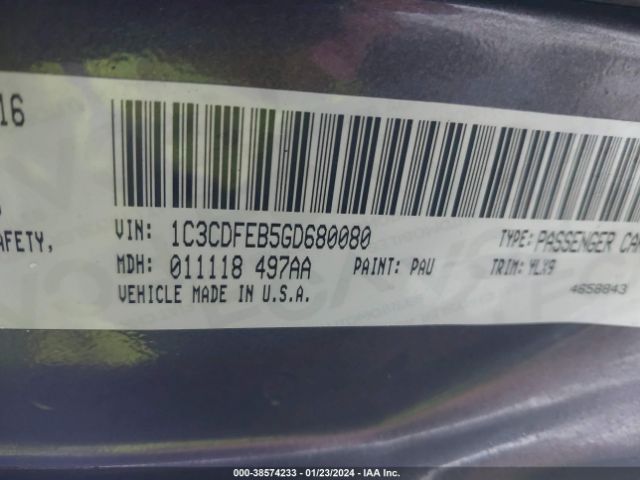 16
AFETY,
VIN: 1C3CDFEB5GD680080 TYPE: PASSENGER CAR
MDH: 011118 497AA PAINT: PAU TRIM: YLX9
VEHICLE MADE IN U.S.A. 4658843
000-38574233 - 01/23/2024 - IAA Inc.